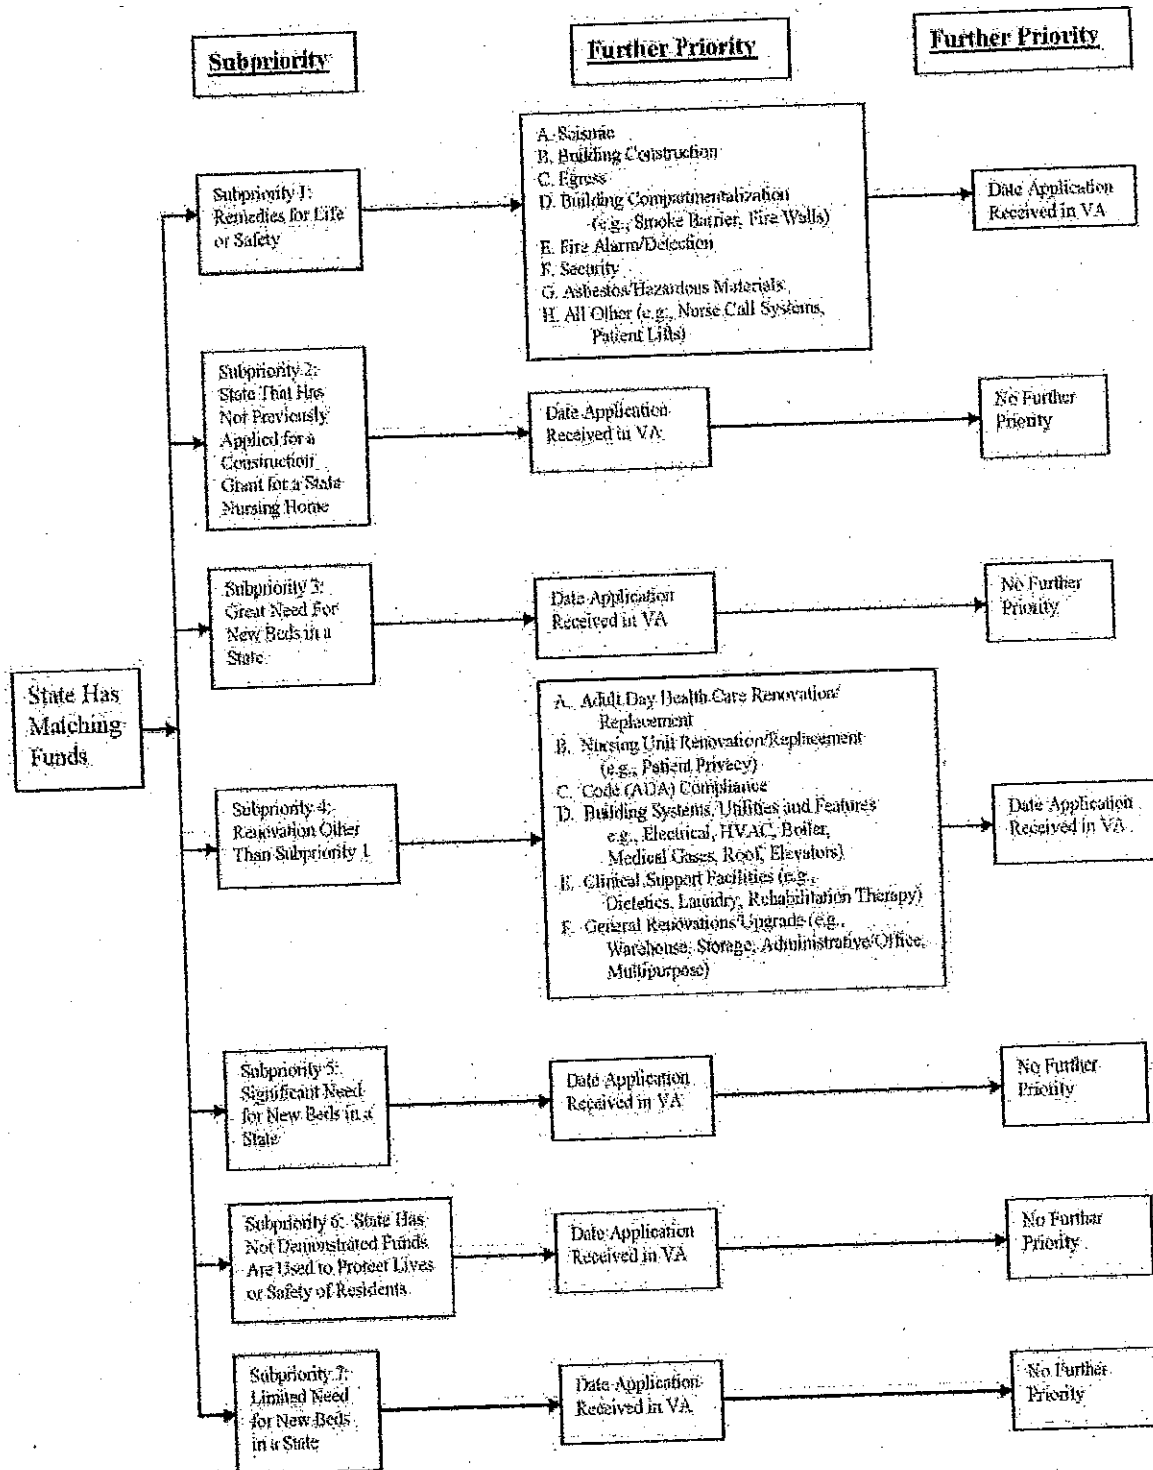 Subpriority
Further Priority
Further Priority
State Has
Matching
Funds
Subpriority 1:
Remedies for Life
or Safety
A. Seismic
B. Building Construction
C. Egress
D. Building Compartmentalization
(e.g., Smoke Barrier, Fire Walls)
E. Fire Alarm/Detection
F. Security
G. Asbestos/Hazardous Materials
H. All Other (e.g., Nurse Call Systems,
Patient Lifts)
Date Application
Received in VA
Subpriority 2:
State That Has
Not Previously
Applied for a
Construction
Grant for a State
Nursing Home
Date Application
Received in VA
No Further
Priority
Subpriority 3:
Great Need For
New Beds in a
State
Date Application
Received in VA
No Further
Priority
Subpriority 4:
Renovation Other
Than Subpriority 1
A. Adult Day Health Care Renovation/
Replacement
B. Nursing Unit Renovation/Replacement
(e.g., Patient Privacy)
C. Code (ADA) Compliance
D. Building Systems, Utilities and Features
e.g., Electrical, HVAC, Boiler,
Medical Gases, Roof, Elevators)
E. Clinical Support Facilities (e.g.,
Dietetics, Laundry, Rehabilitation Therapy)
F. General Renovations/Upgrade (e.g.,
Warehouse, Storage, Administrative/Office,
Multipurpose)
Date Application
Received in VA
Subpriority 5:
Significant Need
for New Beds in a
State
Date Application
Received in VA
No Further
Priority
Subpriority 6: State Has
Not Demonstrated Funds
Are Used to Protect Lives
or Safety of Residents
Date Application
Received in VA
No Further
Priority
Subpriority 7:
Limited Need
for New Beds
in a State
Date Application
Received in VA
No Further
Priority